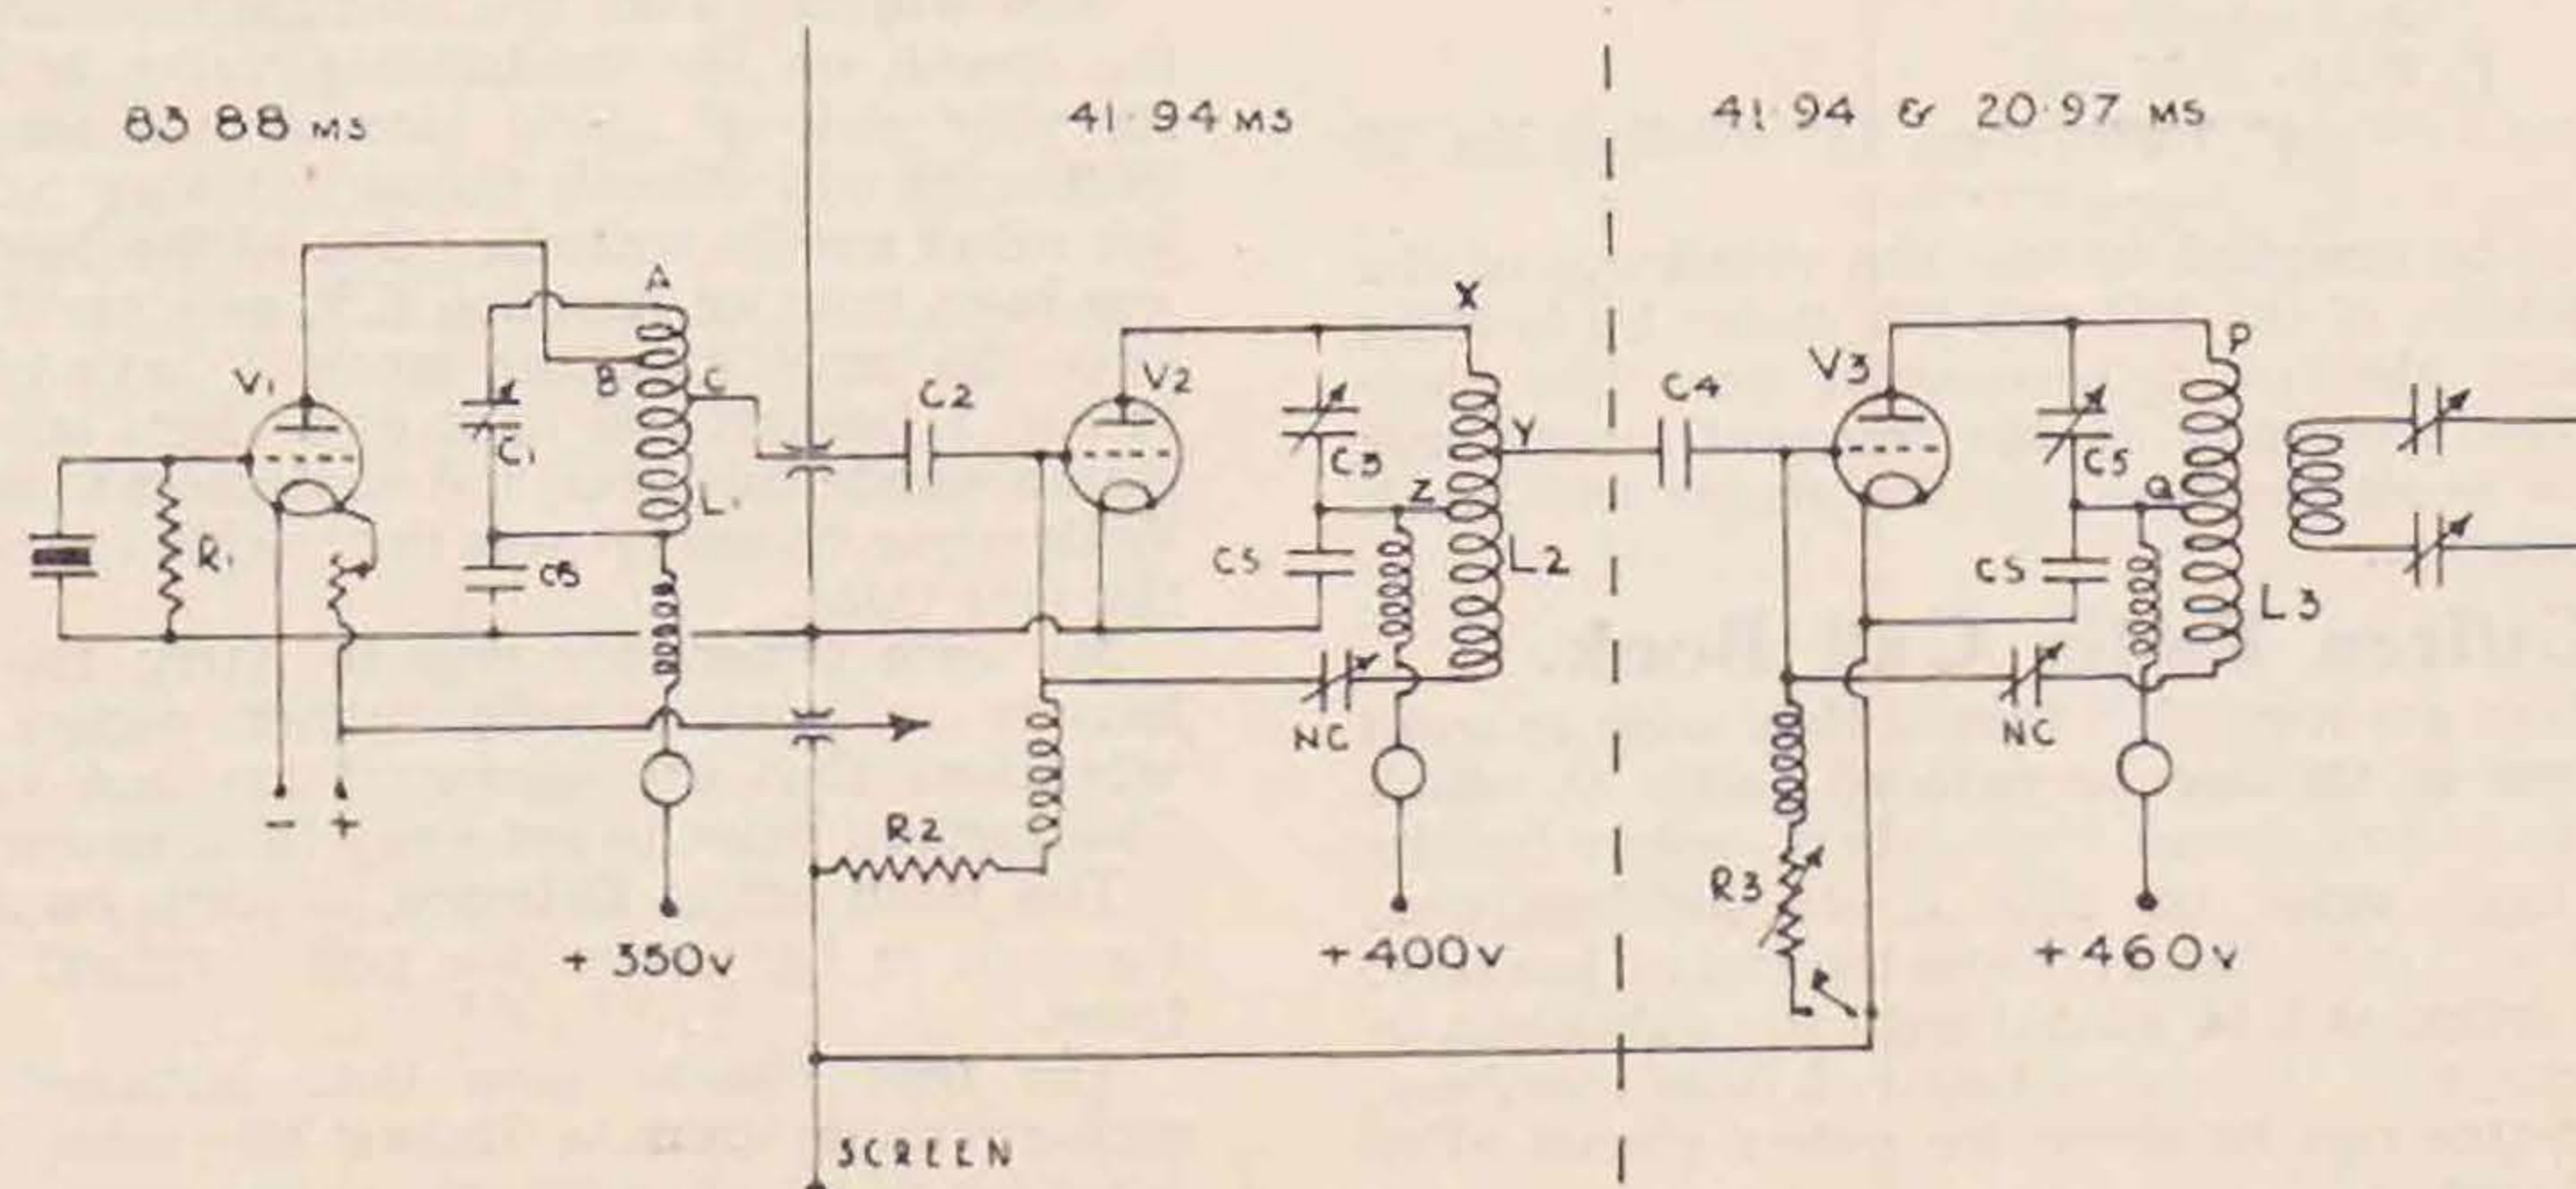 83 88 MS
41.94 MS
41.94 & 20.97 MS
A
X
P
V1
B
C
C2
V2
V3
C4
C1
Y
C3
C5
Z
Q
L1
R1
CB
CS
L2
CS
L3
NC
NC
- +
R2
R3
+ 350V
+400V
+460V
SCREEN